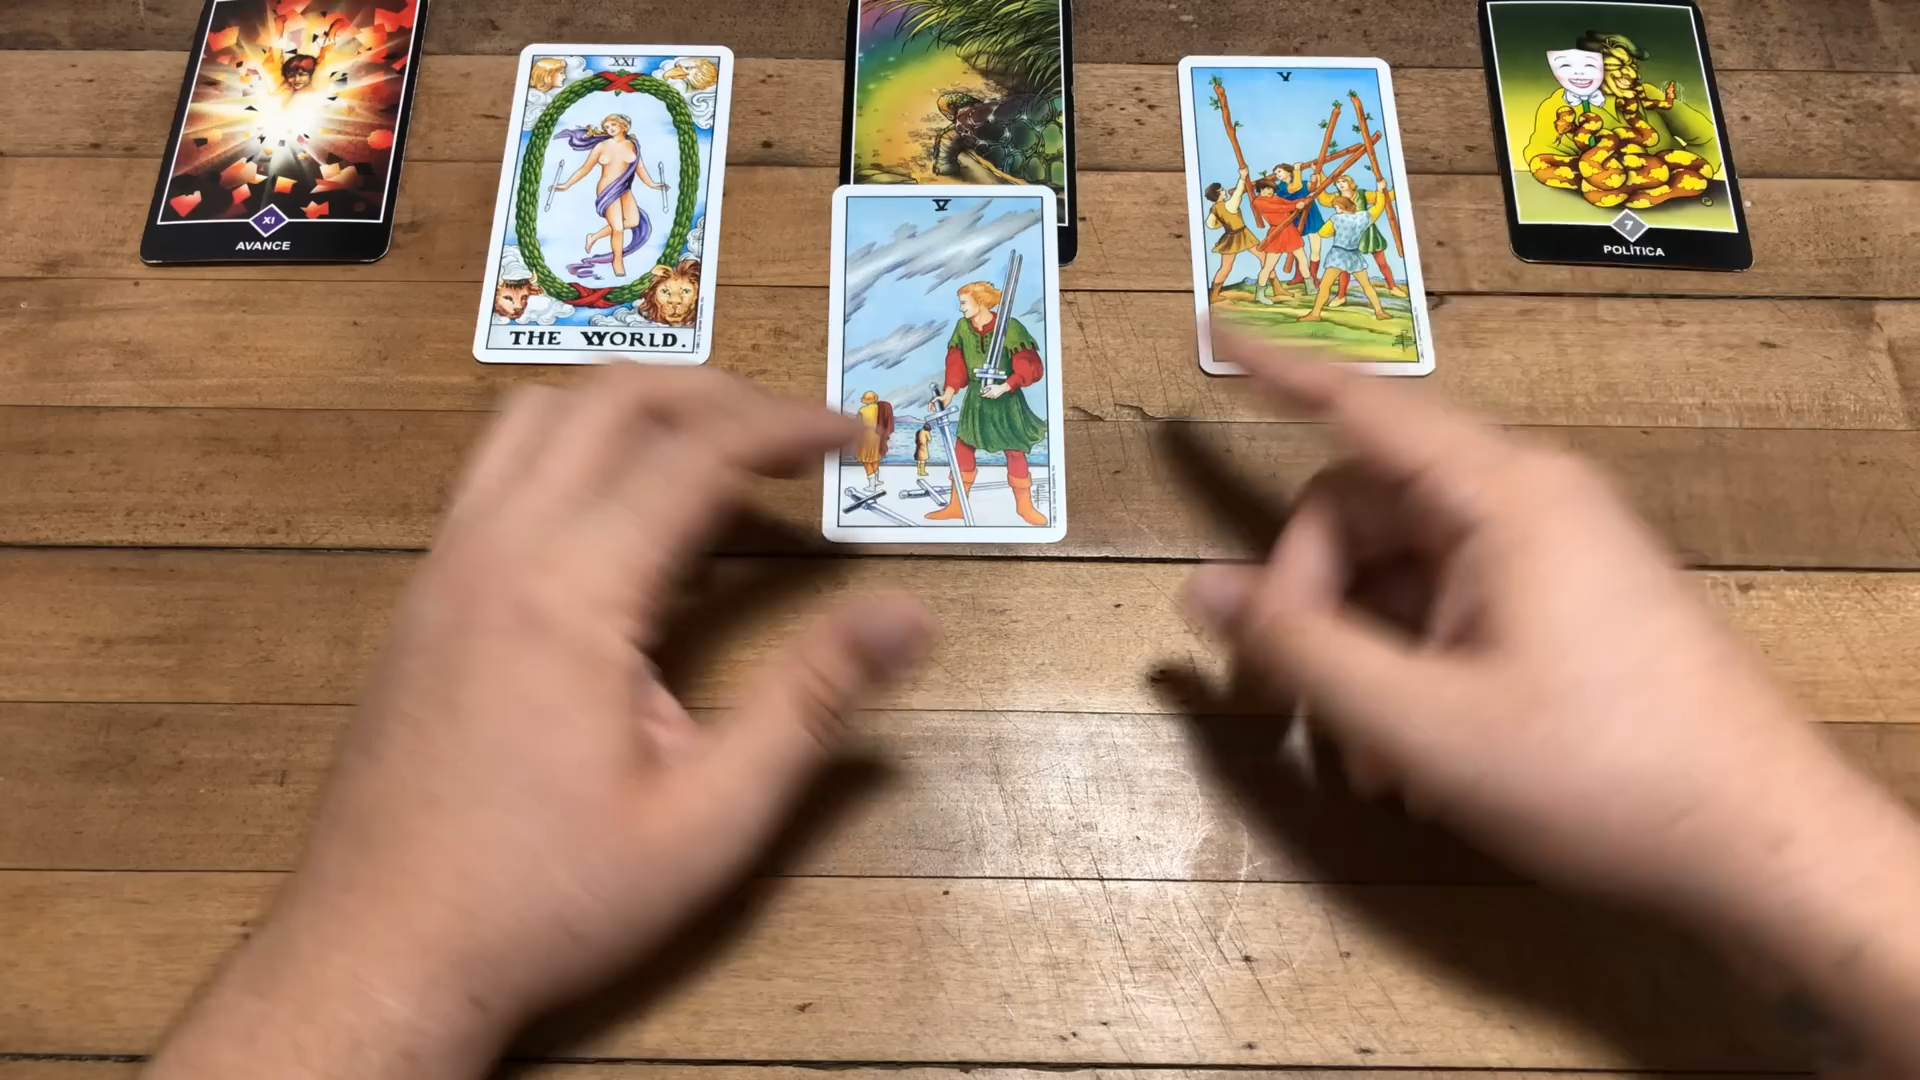 XI
AVANCE
XXI
THE WORLD.
V
V
7
POLÍTICA